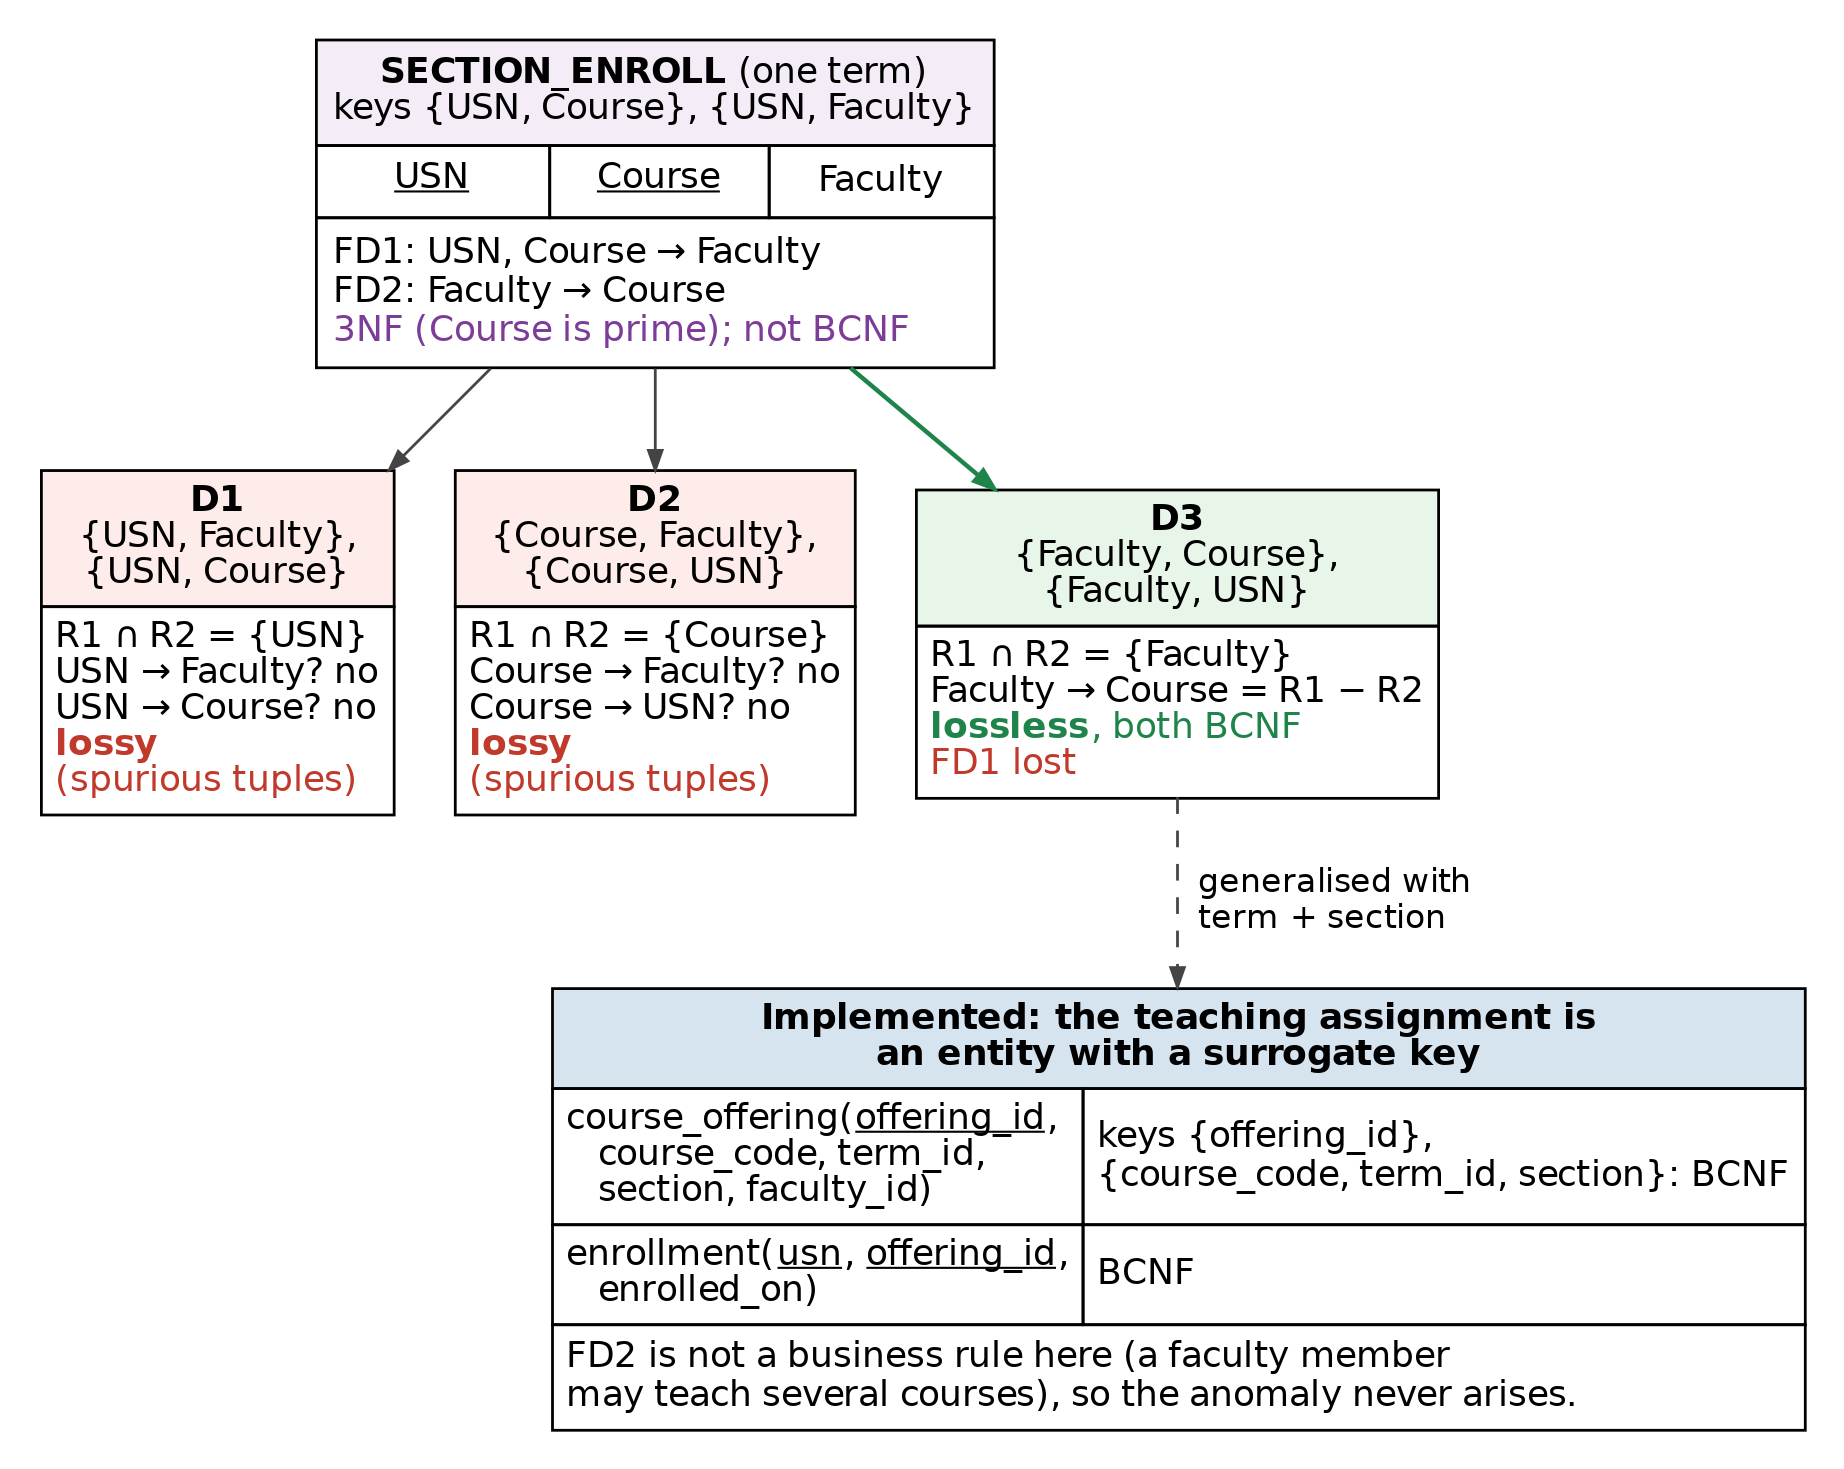 SECTION_ENROLL (one term)
keys {USN, Course}, {USN, Faculty}
USN
Course
Faculty
FD1: USN, Course → Faculty
FD2: Faculty → Course
3NF (Course is prime); not BCNF
D1
{USN, Faculty},
{USN, Course}
R1 ∩ R2 = {USN}
USN → Faculty? no
USN → Course? no
lossy
(spurious tuples)
D2
{Course, Faculty},
{Course, USN}
R1 ∩ R2 = {Course}
Course → Faculty? no
Course → USN? no
lossy
(spurious tuples)
D3
{Faculty, Course},
{Faculty, USN}
R1 ∩ R2 = {Faculty}
Faculty → Course = R1 − R2
lossless, both BCNF
FD1 lost
generalised with
term + section
Implemented: the teaching assignment is
an entity with a surrogate key
course_offering(offering_id,
course_code, term_id,
section, faculty_id)
keys {offering_id},
{course_code, term_id, section}: BCNF
enrollment(usn, offering_id,
enrolled_on)
BCNF
FD2 is not a business rule here (a faculty member
may teach several courses), so the anomaly never arises.